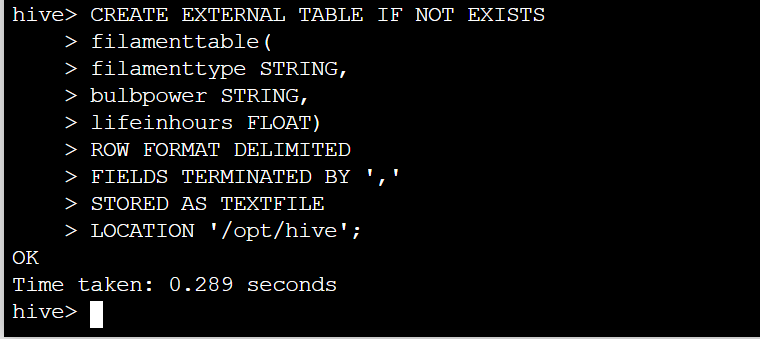 hive> CREATE EXTERNAL TABLE IF NOT EXISTS
    > filamenttable(
    > filamenttype STRING,
    > bulbpower STRING,
    > lifeinhours FLOAT)
    > ROW FORMAT DELIMITED
    > FIELDS TERMINATED BY ','
    > STORED AS TEXTFILE
    > LOCATION '/opt/hive';
OK
Time taken: 0.289 seconds
hive>